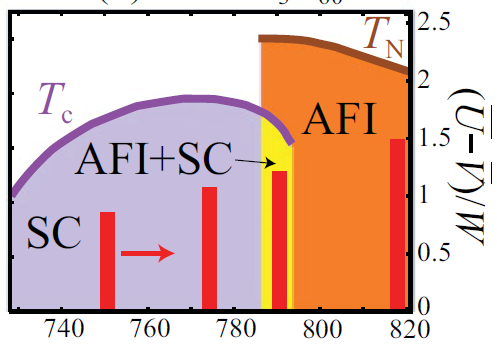 2.5
T_N
2
T_c
AFI
1.5
AFI+SC
(U-V)/W
1
SC
0.5
0
740 760 780 800 820